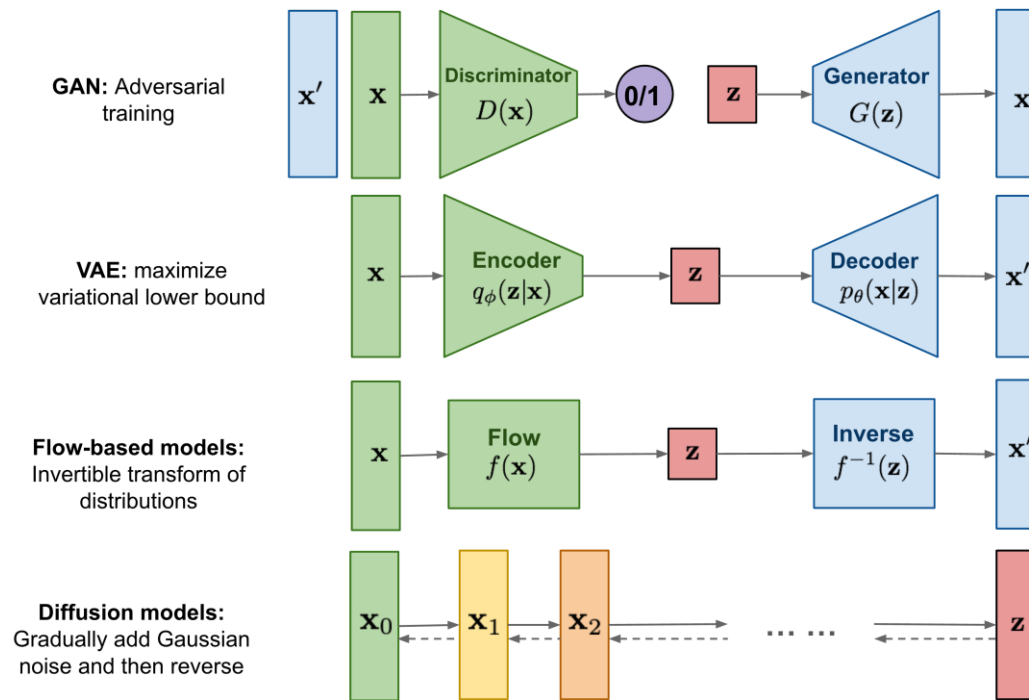 GAN: Adversarial
training
x′
x
Discriminator
D(x)
0/1
z
Generator
G(z)
x
VAE: maximize
variational lower bound
x
Encoder
qϕ(z|x)
z
Decoder
pθ(x|z)
x′
Flow-based models:
Invertible transform of
distributions
x
Flow
f(x)
z
Inverse
f⁻¹(z)
x′
Diffusion models:
Gradually add Gaussian
noise and then reverse
x₀
x₁
x₂
... ...
z